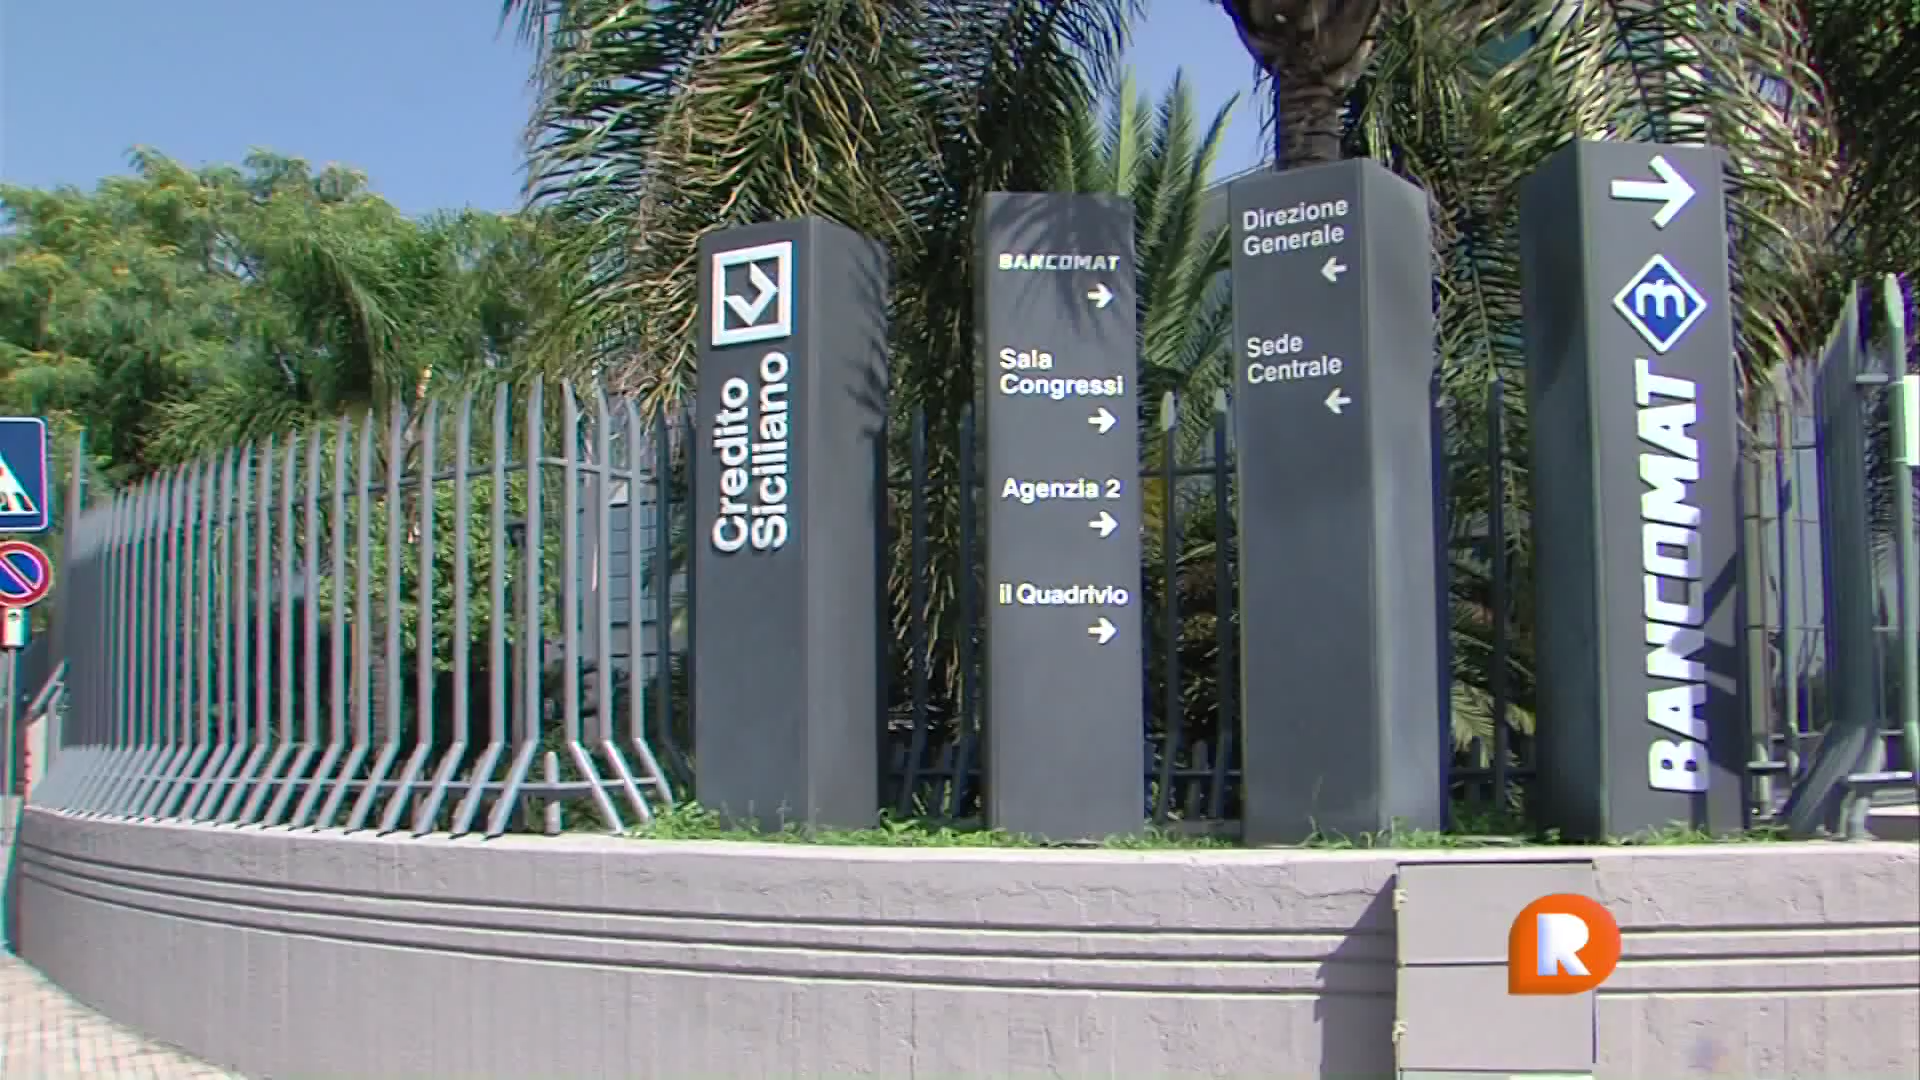 Credito
Siciliano
BANCOMAT
Sala
Congressi
Agenzia 2
il Quadrivio
Direzione
Generale
Sede
Centrale
BANCOMAT
R